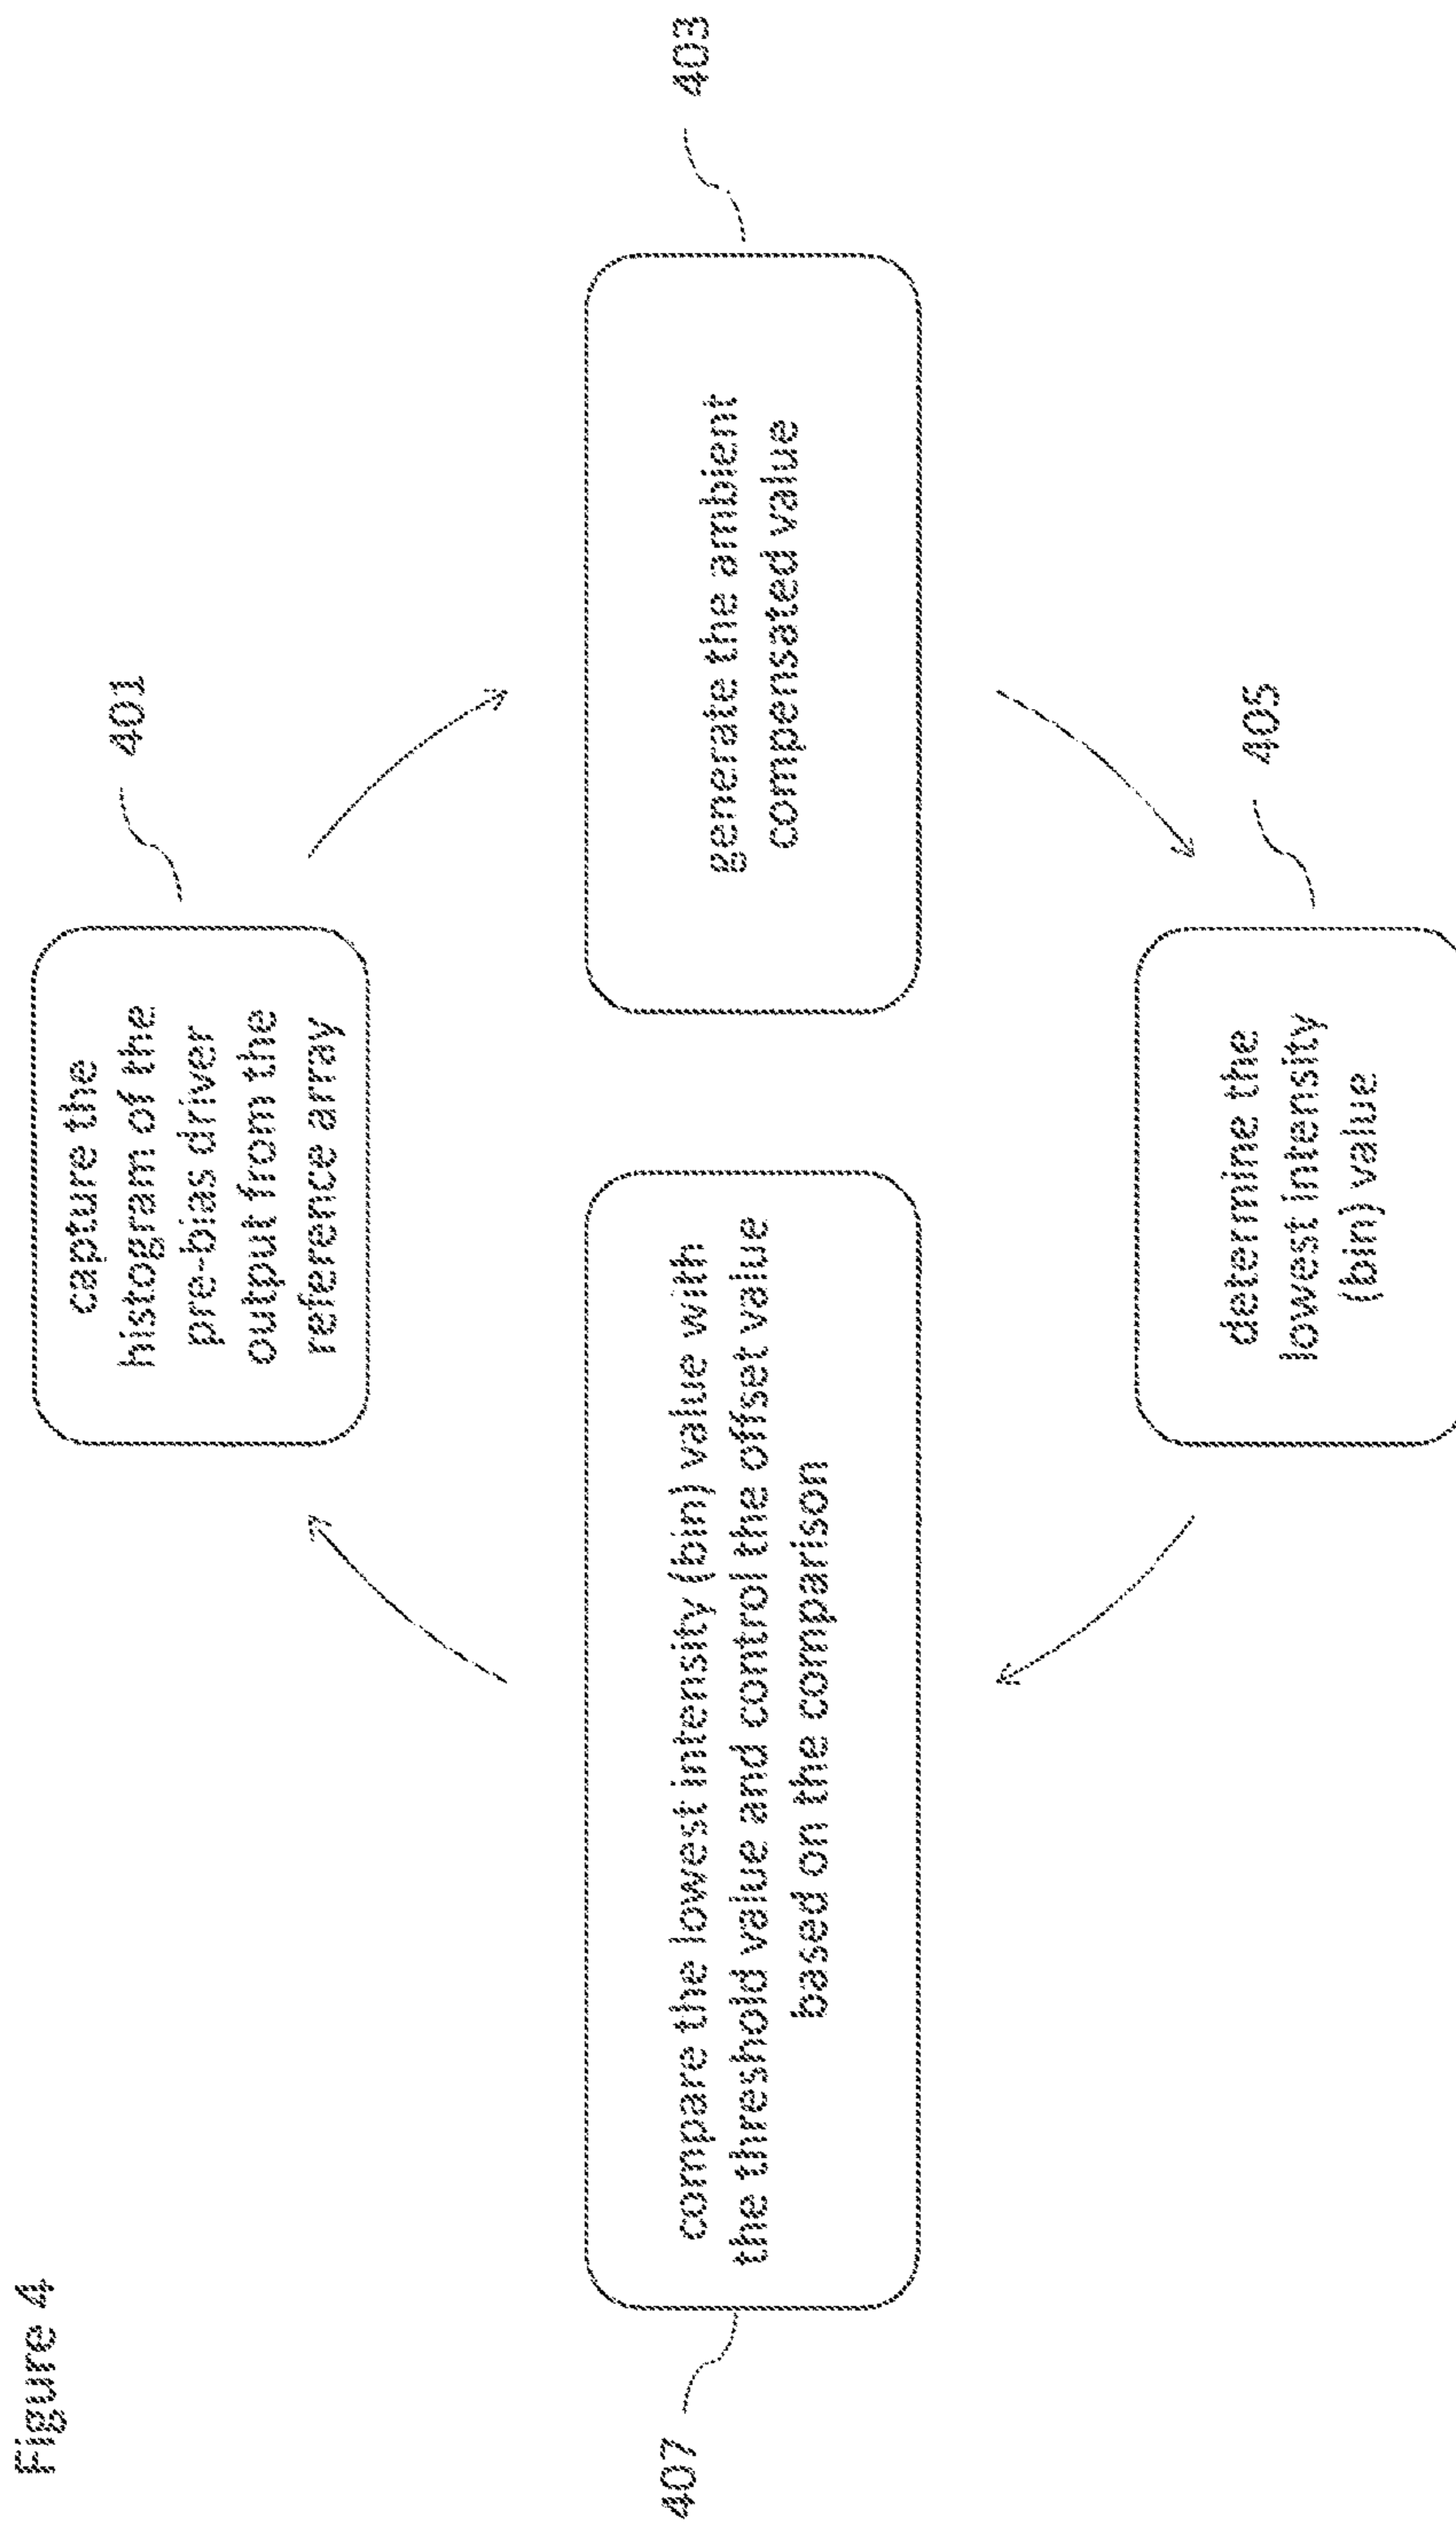 Figure 4
capture the
histogram of the
pre-bias driver
output from the
reference array
401
generate the ambient
compensated value
403
determine the
lowest intensity
(bin) value
405
compare the lowest intensity (bin) value with
the threshold value and control the offset value
based on the comparison
407